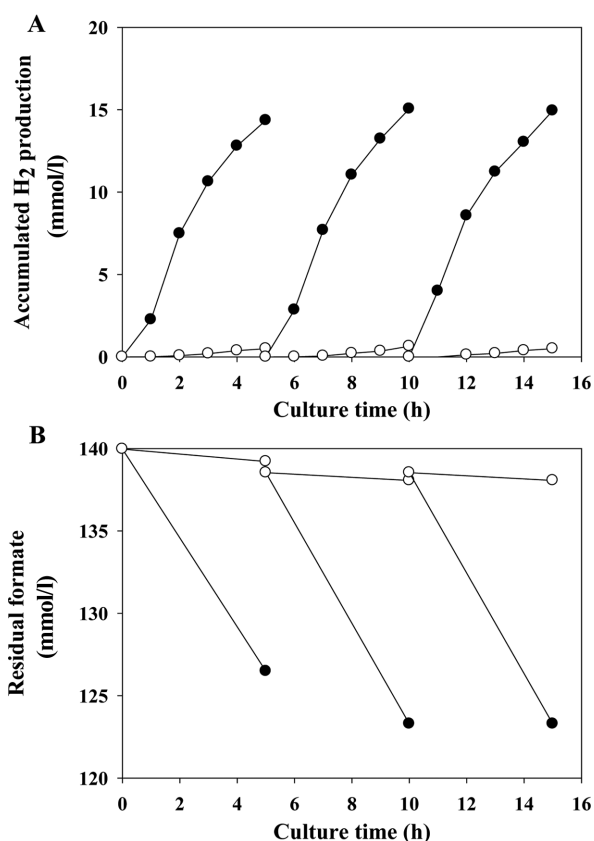 A
20
15
10
5
0
Accumulated H2 production
(mmol/l)
0 2 4 6 8 10 12 14 16
Culture time (h)
B
140
135
130
125
120
Residual formate
(mmol/l)
0 2 4 6 8 10 12 14 16
Culture time (h)